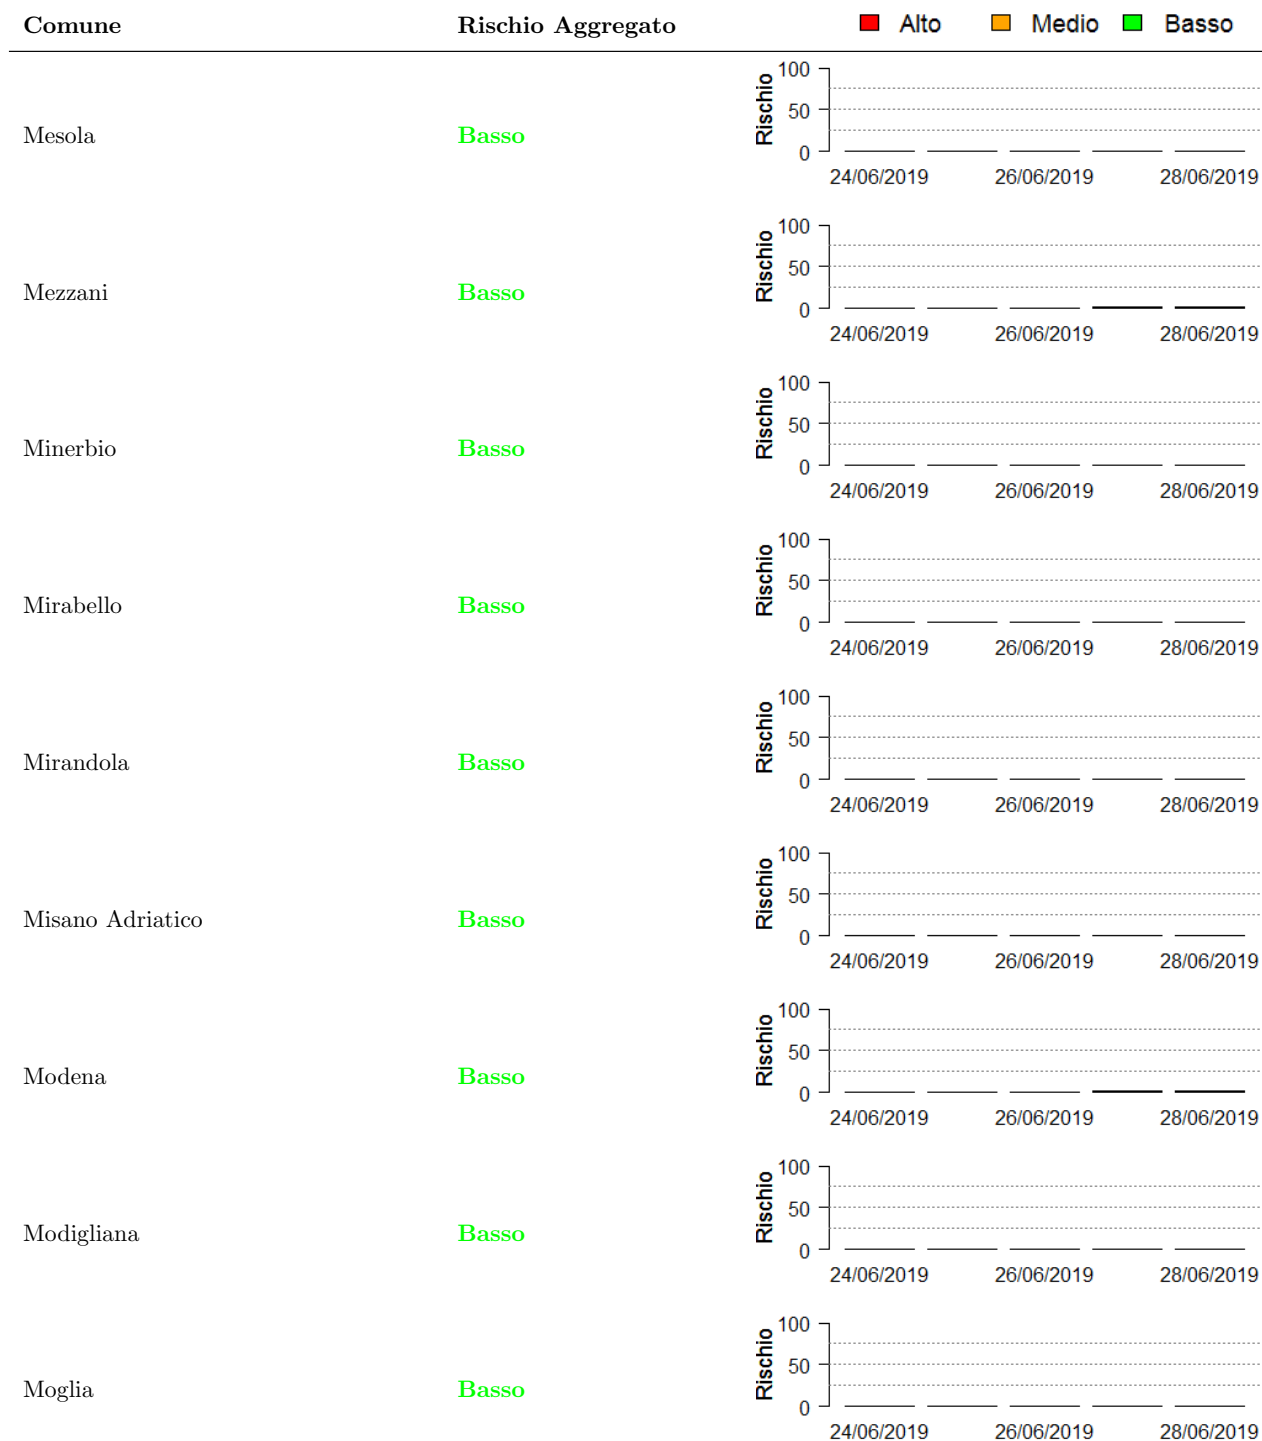 Comune Rischio Aggregato Alto Medio Basso
100
Rischio
50
Mesola Basso
0
24/06/2019 26/06/2019 28/06/2019
100
Rischio
50
Mezzani Basso
0
24/06/2019 26/06/2019 28/06/2019
100
Rischio
50
Minerbio Basso
0
24/06/2019 26/06/2019 28/06/2019
100
Rischio
50
Mirabello Basso
0
24/06/2019 26/06/2019 28/06/2019
100
Rischio
50
Mirandola Basso
0
24/06/2019 26/06/2019 28/06/2019
100
Rischio
50
Misano Adriatico Basso
0
24/06/2019 26/06/2019 28/06/2019
100
Rischio
50
Modena Basso
0
24/06/2019 26/06/2019 28/06/2019
100
Rischio
50
Modigliana Basso
0
24/06/2019 26/06/2019 28/06/2019
100
Rischio
50
Moglia Basso
0
24/06/2019 26/06/2019 28/06/2019